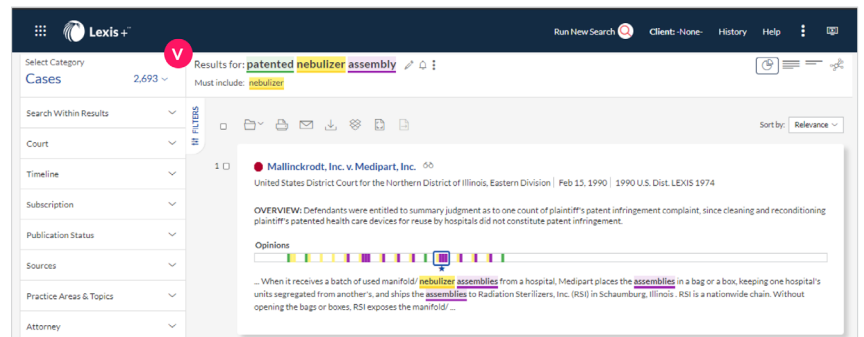 Lexis+™
Run New Search
Client: -None-
History
Help
V
Select Category
Cases
2,693
Results for: patented nebulizer assembly
Must include: nebulizer
Search Within Results
Court
Timeline
Subscription
Publication Status
Sources
Practice Areas & Topics
Attorney
FILTERS
Sort by: Relevance
1
Mallinckrodt, Inc. v. Medipart, Inc.
United States District Court for the Northern District of Illinois, Eastern Division | Feb 15, 1990 | 1990 U.S. Dist. LEXIS 1974
OVERVIEW: Defendants were entitled to summary judgment as to one count of plaintiff's patent infringement complaint, since cleaning and reconditioning
plaintiff's patented health care devices for reuse by hospitals did not constitute patent infringement.
Opinions
... When it receives a batch of used manifold/ nebulizer assemblies from a hospital, Medipart places the assemblies in a bag or a box, keeping one hospital's
units segregated from another's, and ships the assemblies to Radiation Sterilizers, Inc. (RSI) in Schaumburg, Illinois . RSI is a nationwide chain. Without
opening the bags or boxes, RSI exposes the manifold/ ...